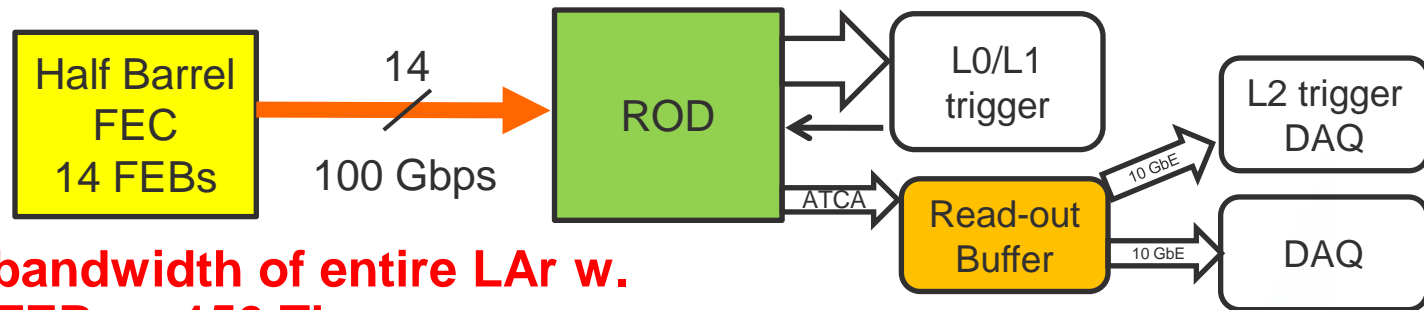 Half Barrel
FEC
14 FEBs
14
100 Gbps
ROD
L0/L1
trigger
ATCA
Read-out
Buffer
10 GbE
10 GbE
L2 trigger
DAQ
DAQ
bandwidth of entire LAr w.